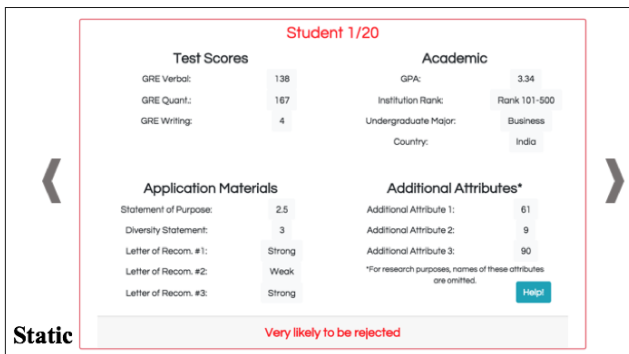 Student 1/20
Test Scores
GRE Verbal: 138
GRE Quant.: 167
GRE Writing: 4
Academic
GPA: 3.34
Institution Rank: Rank 101-500
Undergraduate Major: Business
Country: India
Application Materials
Statement of Purpose: 2.5
Diversity Statement: 3
Letter of Recom. #1: Strong
Letter of Recom. #2: Weak
Letter of Recom. #3: Strong
Additional Attributes*
Additional Attribute 1: 61
Additional Attribute 2: 9
Additional Attribute 3: 90
*For research purposes, names of these attributes
are omitted.
Help!
Static
Very likely to be rejected